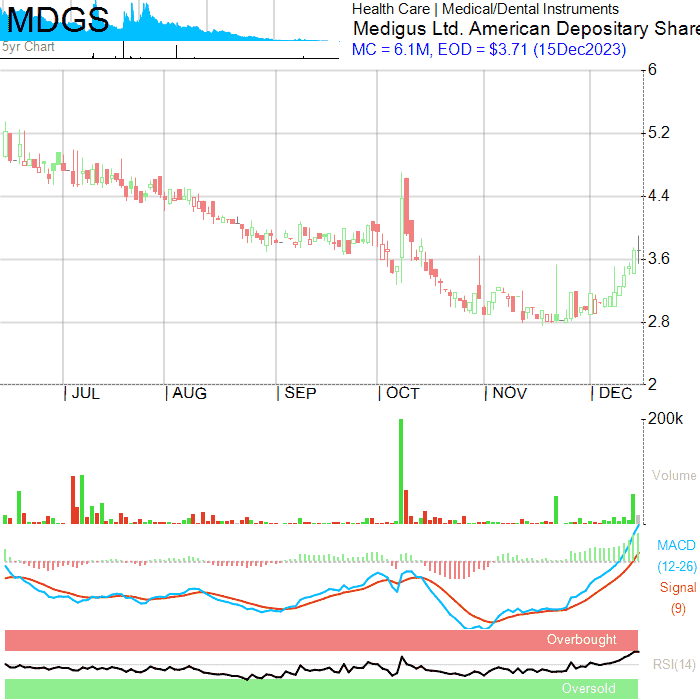 MDGS
5yr Chart
Health Care | Medical/Dental Instruments
Medigus Ltd. American Depositary Share
MC = 6.1M, EOD = $3.71 (15Dec2023)
6
5.2
4.4
3.6
2.8
2
JUL
AUG
SEP
OCT
NOV
DEC
200k
Volume
MACD
(12-26)
Signal
(9)
Overbought
RSI(14)
Oversold